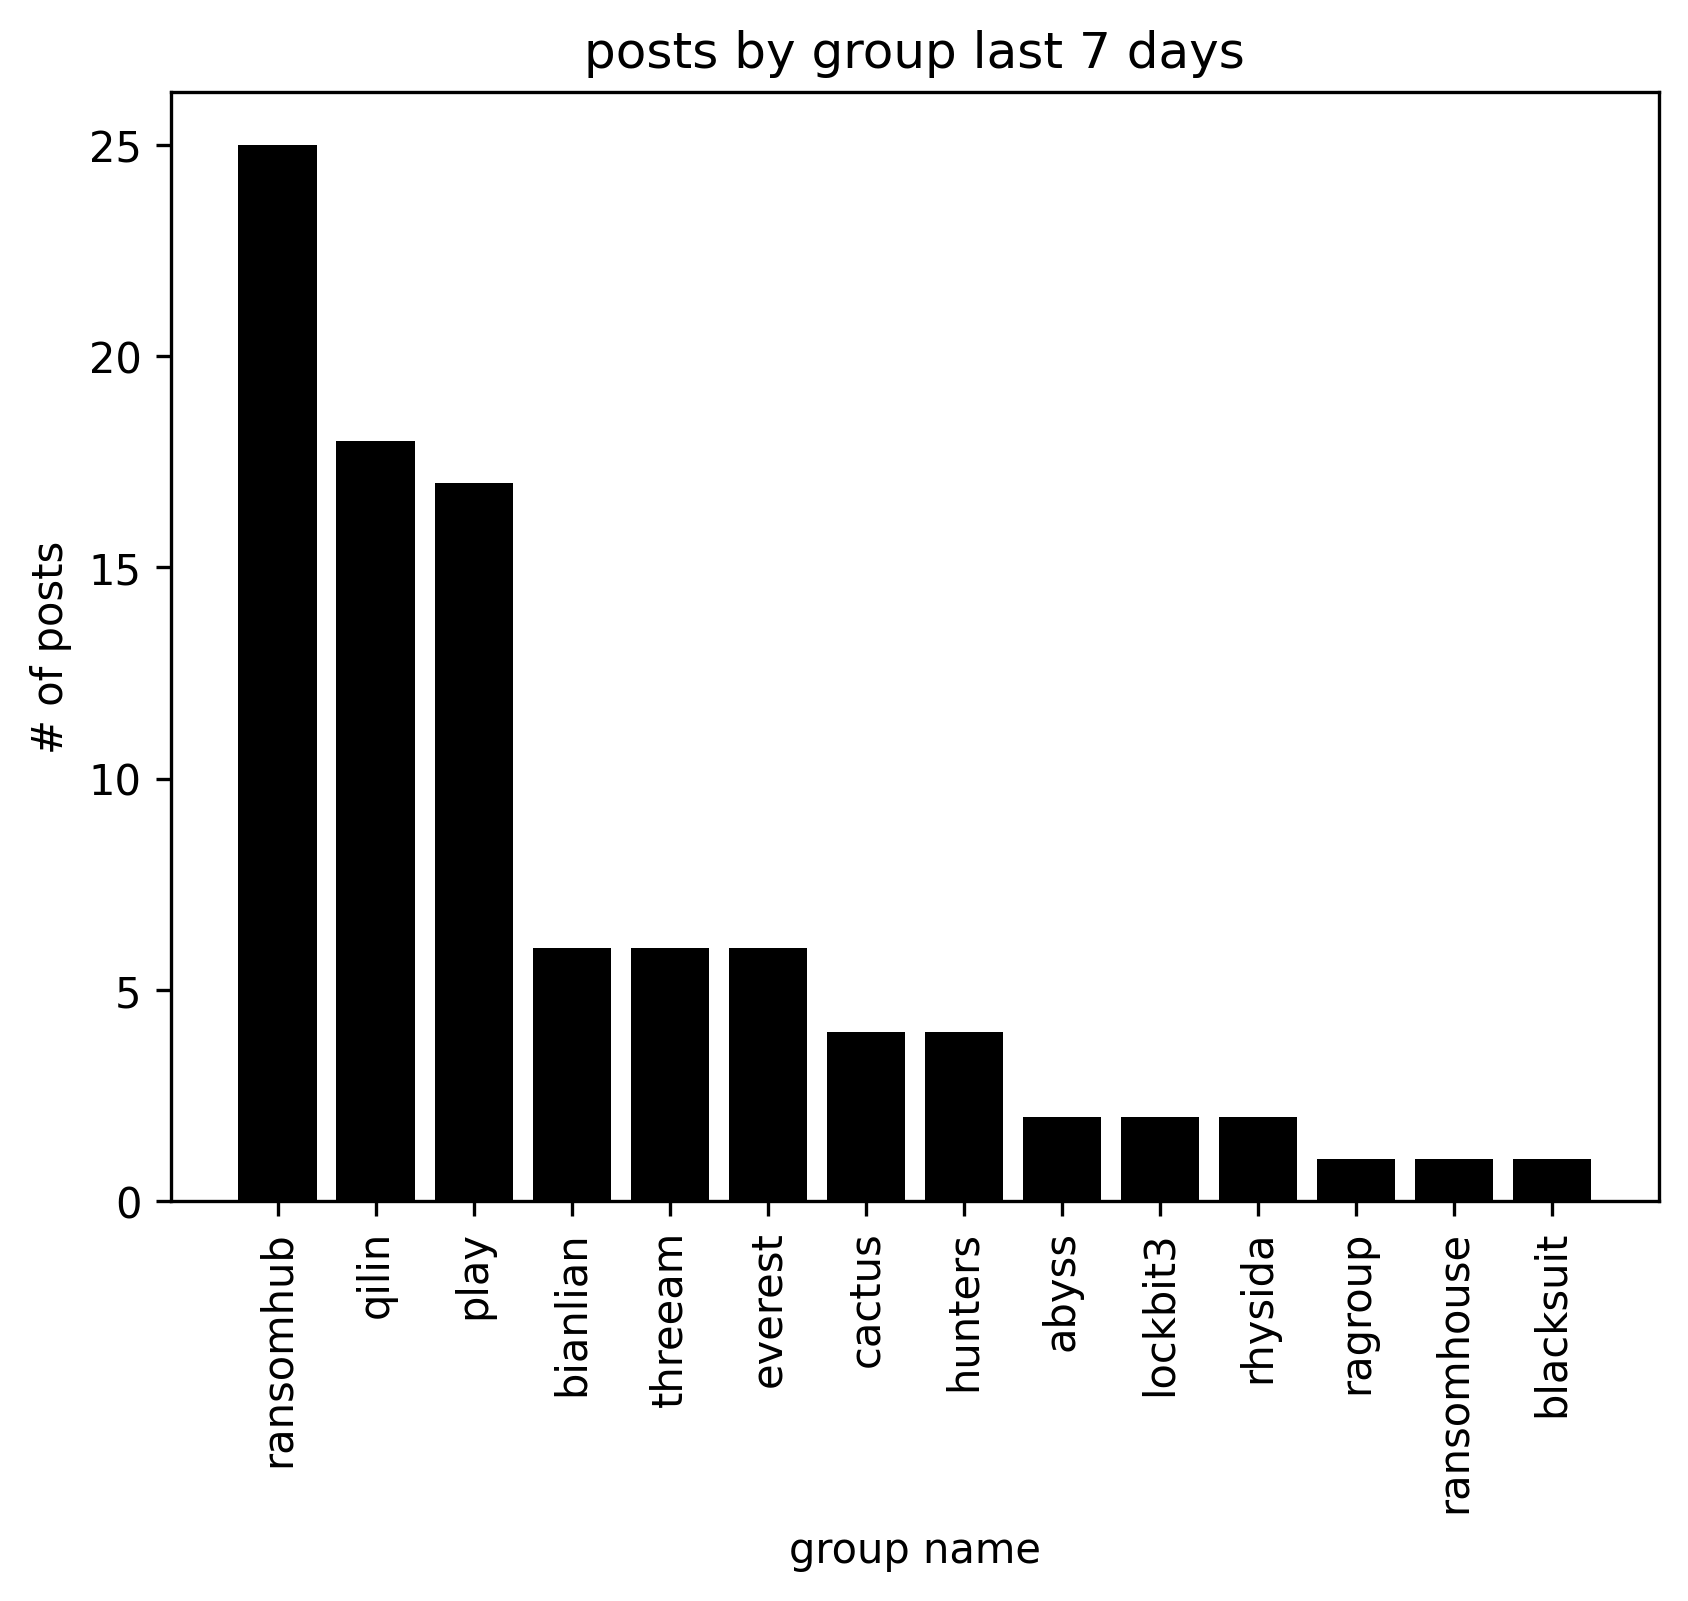 posts by group last 7 days
# of posts
25
20
15
10
5
0
ransomhub
qilin
play
bianlian
threeam
everest
cactus
hunters
abyss
lockbit3
rhysida
ragroup
ransomhouse
blacksuit
group name